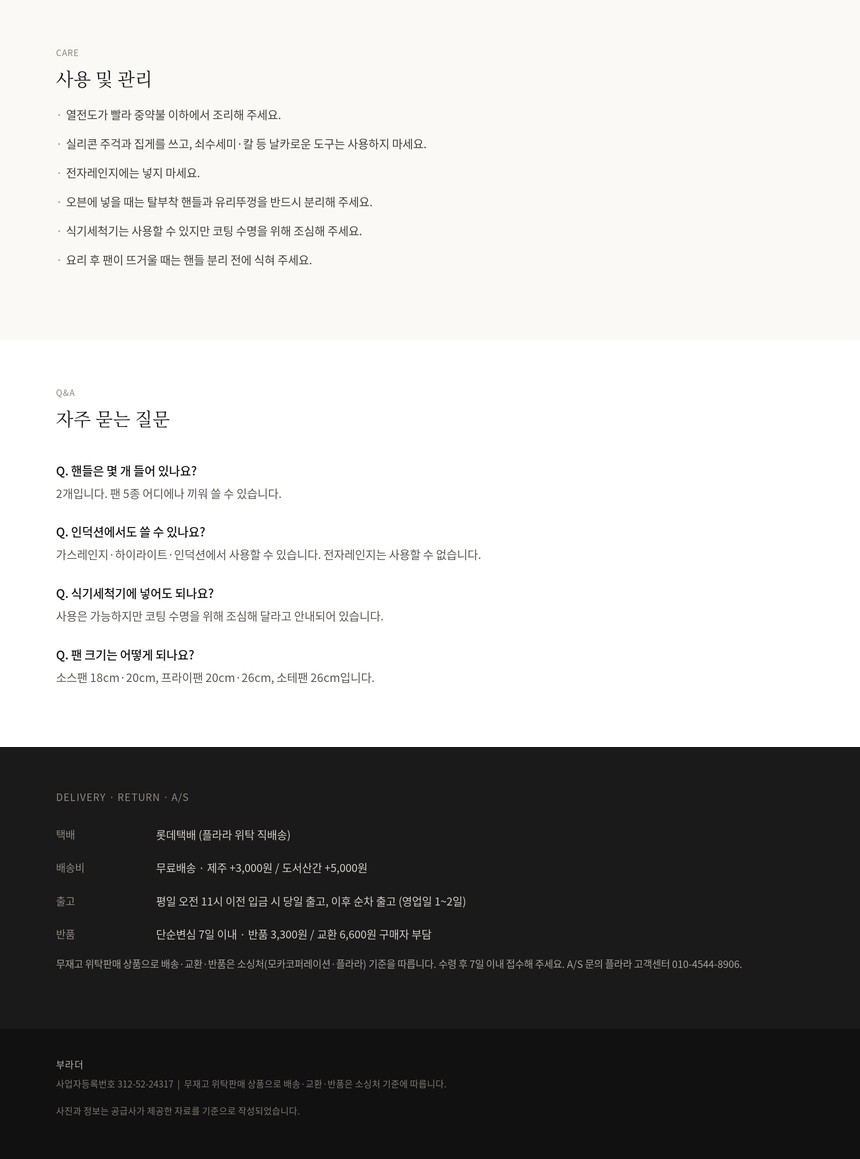 CARE
사용 및 관리
· 열전도가 빨라 중약불 이하에서 조리해 주세요.
· 실리콘 주걱과 집게를 쓰고, 쇠수세미·칼 등 날카로운 도구는 사용하지 마세요.
· 전자레인지에는 넣지 마세요.
· 오븐에 넣을 때는 탈부착 핸들과 유리뚜껑을 반드시 분리해 주세요.
· 식기세척기는 사용할 수 있지만 코팅 수명을 위해 조심해 주세요.
· 요리 후 팬이 뜨거울 때는 핸들 분리 전에 식혀 주세요.
Q&A
자주 묻는 질문
Q. 핸들은 몇 개 들어 있나요?
2개입니다. 팬 5종 어디에나 끼워 쓸 수 있습니다.
Q. 인덕션에서도 쓸 수 있나요?
가스레인지·하이라이트·인덕션에서 사용할 수 있습니다. 전자레인지는 사용할 수 없습니다.
Q. 식기세척기에 넣어도 되나요?
사용은 가능하지만 코팅 수명을 위해 조심해 달라고 안내되어 있습니다.
Q. 팬 크기는 어떻게 되나요?
소스팬 18cm·20cm, 프라이팬 20cm·26cm, 소테팬 26cm입니다.
DELIVERY · RETURN · A/S
택배 롯데택배 (플라라 위탁 직배송)
배송비 무료배송 · 제주 +3,000원 / 도서산간 +5,000원
출고 평일 오전 11시 이전 입금 시 당일 출고, 이후 순차 출고 (영업일 1~2일)
반품 단순변심 7일 이내 · 반품 3,300원 / 교환 6,600원 구매자 부담
무재고 위탁판매 상품으로 배송·교환·반품은 소싱처(모카코퍼레이션·플라라) 기준을 따릅니다. 수령 후 7일 이내 접수해 주세요. A/S 문의 플라라 고객센터 010-4544-8906.
부라더
사업자등록번호 312-52-24317 | 무재고 위탁판매 상품으로 배송·교환·반품은 소싱처 기준에 따릅니다.
사진과 정보는 공급사가 제공한 자료를 기준으로 작성되었습니다.